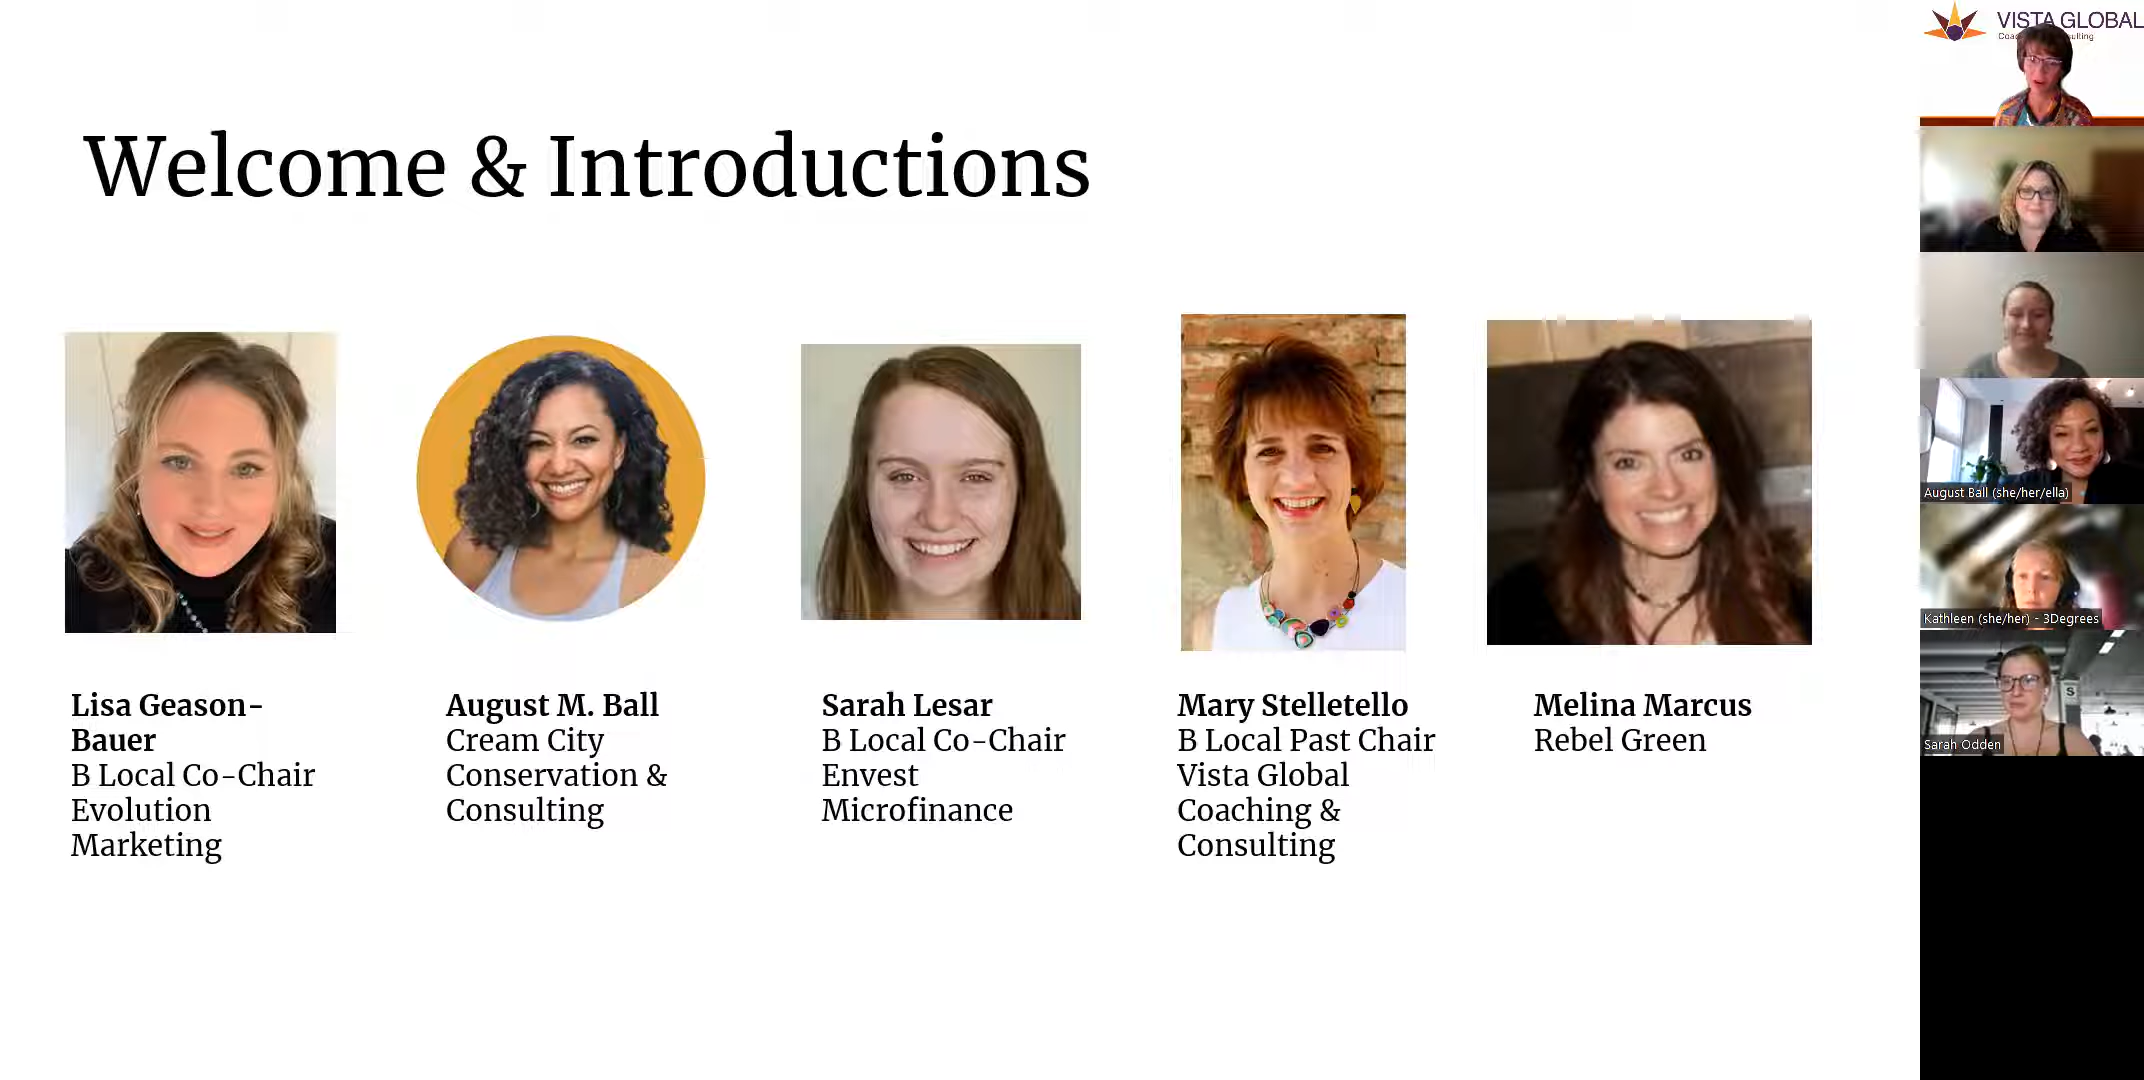 Welcome & Introductions
Lisa Geason-
Bauer
B Local Co-Chair
Evolution
Marketing
August M. Ball
Cream City
Conservation &
Consulting
Sarah Lesar
B Local Co-Chair
Envest
Microfinance
Mary Stelletello
B Local Past Chair
Vista Global
Coaching &
Consulting
Melina Marcus
Rebel Green
VISTA GLOBAL
August Ball (she/her/ella)
Kathleen (she/her) - 3Degrees
S
Sarah Odden